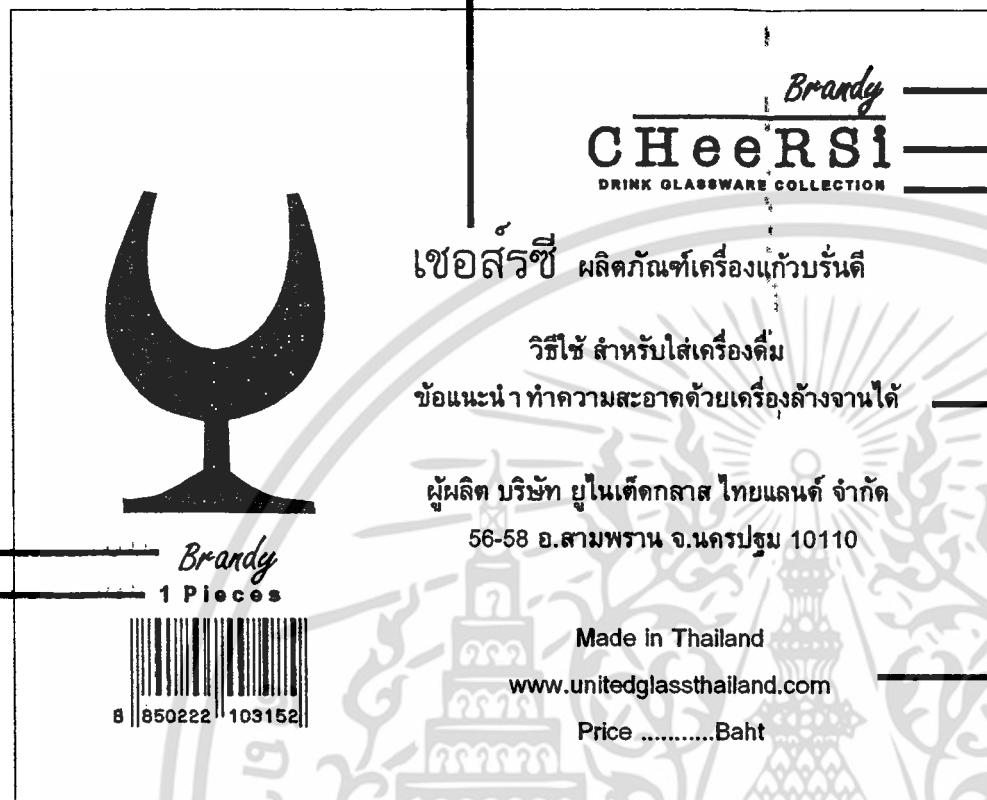 Brandy
CHeeRSi
DRINK GLASSWARE COLLECTION
เชอส์รซี่ ผลิตภัณฑ์เครื่องแก้วบรั่นดี
วิธีใช้ สำหรับใส่เครื่องดื่ม
ข้อแนะนำ ทำความสะอาดด้วยเครื่องล้างจานได้
ผู้ผลิต บริษัท ยูไนเต็ดกลาส ไทยแลนด์ จำกัด
56-58 อ.สามพราน จ.นครปฐม 10110
Brandy
1 Pieces
8 850222 103152
Made in Thailand
www.unitedglassthailand.com
Price ...........Baht